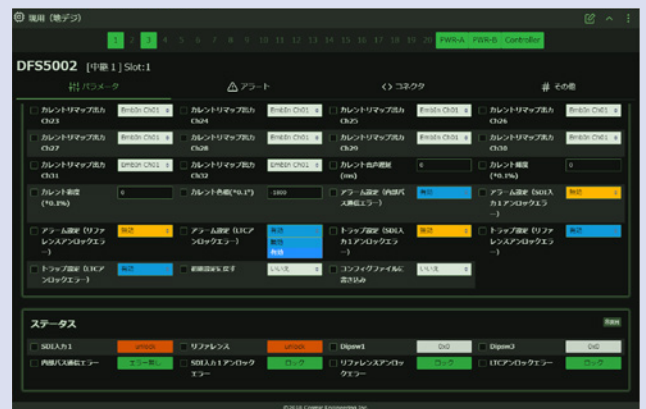 現用 (地デジ)
1 2 3 4 5 6 7 8 9 10 11 12 13 14 15 16 17 18 19 20 PWR-A PWR-B Controller
DFS5002 [中継1] Slot:1
パラメータ アラート コネクタ # その他
カレントリマップ出力 Ch23 EmbIn Ch01 カレントリマップ出力 Ch24 EmbIn Ch01 カレントリマップ出力 Ch25 EmbIn Ch01 カレントリマップ出力 Ch26 EmbIn Ch01
カレントリマップ出力 Ch27 EmbIn Ch01 カレントリマップ出力 Ch28 EmbIn Ch01 カレントリマップ出力 Ch29 EmbIn Ch01 カレントリマップ出力 Ch30 EmbIn Ch01
カレントリマップ出力 Ch31 EmbIn Ch01 カレントリマップ出力 Ch32 EmbIn Ch01 カレント音声遅延 (ms) 0 カレント輝度 (*0.1%) 0
カレント彩度 (*0.1%) 0 カレント色相(*0.1°) -1800 アラーム設定 (内部バス通信エラー) 有効 アラーム設定 (SDI入力1アンロックエラー) 無効
アラーム設定 (リファレンスアンロックエラー) 無効 アラーム設定 (LTCアンロックエラー) 有効 トラップ設定 (SDI入力1アンロックエラー) 無効 トラップ設定 (リファレンスアンロックエラー) 有効
無効
有効
トラップ設定 (LTCアンロックエラー) 有効 初期設定に戻す いいえ コンフィグファイルに書き込み いいえ
ステータス
SDI入力1 Unlock リファレンス Unlock Dipsw1 0x0 Dipsw3 0x0
内部バス通信エラー エラー無し SDI入力1アンロックエラー ロック リファレンスアンロックエラー ロック LTCアンロックエラー ロック